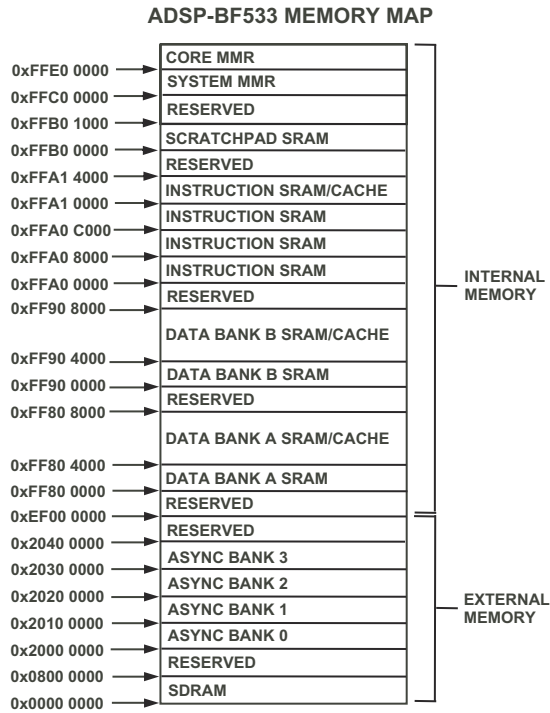 ADSP-BF533 MEMORY MAP
CORE MMR
0xFFE0 0000
SYSTEM MMR
0xFFC0 0000
RESERVED
0xFFB0 1000
SCRATCHPAD SRAM
0xFFB0 0000
RESERVED
0xFFA1 4000
INSTRUCTION SRAM/CACHE
0xFFA1 0000
INSTRUCTION SRAM
0xFFA0 C000
INSTRUCTION SRAM
0xFFA0 8000
INSTRUCTION SRAM
0xFFA0 0000
RESERVED
0xFF90 8000
DATA BANK B SRAM/CACHE
0xFF90 4000
DATA BANK B SRAM
0xFF90 0000
RESERVED
0xFF80 8000
DATA BANK A SRAM/CACHE
0xFF80 4000
DATA BANK A SRAM
0xFF80 0000
RESERVED
0xEF00 0000
RESERVED
0x2040 0000
ASYNC BANK 3
0x2030 0000
ASYNC BANK 2
0x2020 0000
ASYNC BANK 1
0x2010 0000
ASYNC BANK 0
0x2000 0000
RESERVED
0x0800 0000
SDRAM
0x0000 0000
INTERNAL
MEMORY
EXTERNAL
MEMORY